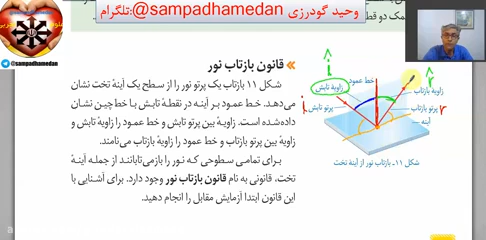 وحید گودرزی @sampadhamedan:تلگرام
مک دو قط
@sampadhamedan
قانون بازتاب نور
شکل ۱۱ بازتاب یک پرتو نور را از سطح یک آینهٔ تخت نشان
می‌دهد. خط عمود بر آینه در نقطهٔ تابش با خط‌چین نشان
داده‌شده است. زاویهٔ بین پرتو تابش و خط عمود را زاویهٔ تابش و
زاویهٔ بین پرتو بازتاب و خط عمود را زاویهٔ بازتاب می‌نامند.
برای تمامی سطوحی که نور را بازمی‌تابانند از جمله آینهٔ
تخت، قانونی به نام قانون بازتاب نور وجود دارد. برای آشنایی با
این قانون ابتدا آزمایش مقابل را انجام دهید.
î
r̂
خط عمود
زاویهٔ تابش
زاویهٔ بازتاب
i
پرتو تابش
پرتو بازتاب
r
آینه
شکل ۱۱ـ بازتاب نور از آینهٔ تخت